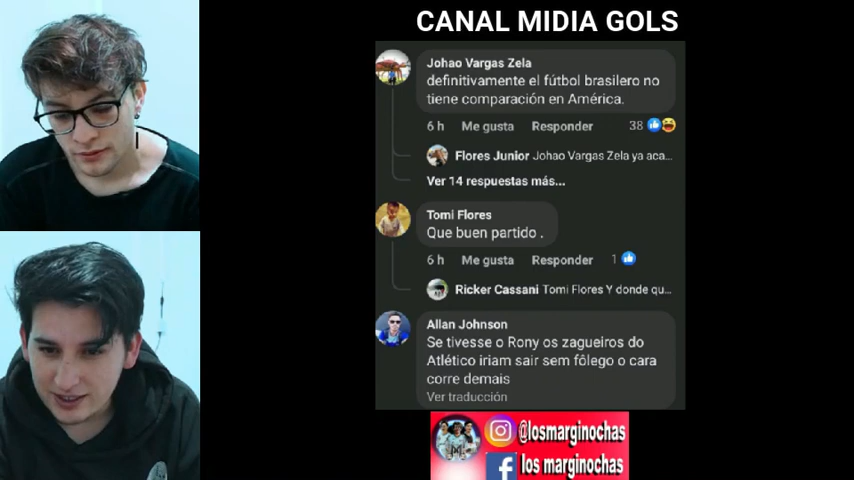 CANAL MIDIA GOLS
Johao Vargas Zela
definitivamente el fútbol brasilero no
tiene comparación en América.
6 h Me gusta Responder 38
Flores Junior Johao Vargas Zela ya aca...
Ver 14 respuestas más...
Tomi Flores
Que buen partido .
6 h Me gusta Responder 1
Ricker Cassani Tomi Flores Y donde qu...
Allan Johnson
Se tivesse o Rony os zagueiros do
Atlético iriam sair sem fôlego o cara
corre demais
Ver traducción
@losmarginochas
los marginochas